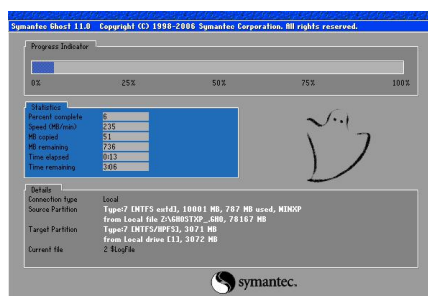 Symantec Ghost 11.0 Copyright (C) 1998-2006 Symantec Corporation. All rights reserved.
Progress Indicator
0% 25% 50% 75% 100%
Statistics
Percent complete 6
Speed (MB/min) 235
MB copied 51
MB remaining 736
Time elapsed 0:13
Time remaining 3:06
Details
Connection type Local
Source Partition Type:7 [NTFS extd], 10001 MB, 787 MB used, MINXP
from Local file Z:\GHOSTXP_.GHO, 78167 MB
Target Partition Type:7 [NTFS/HPFS], 3071 MB
from Local drive [1], 3072 MB
Current file 2 $LogFile
symantec.